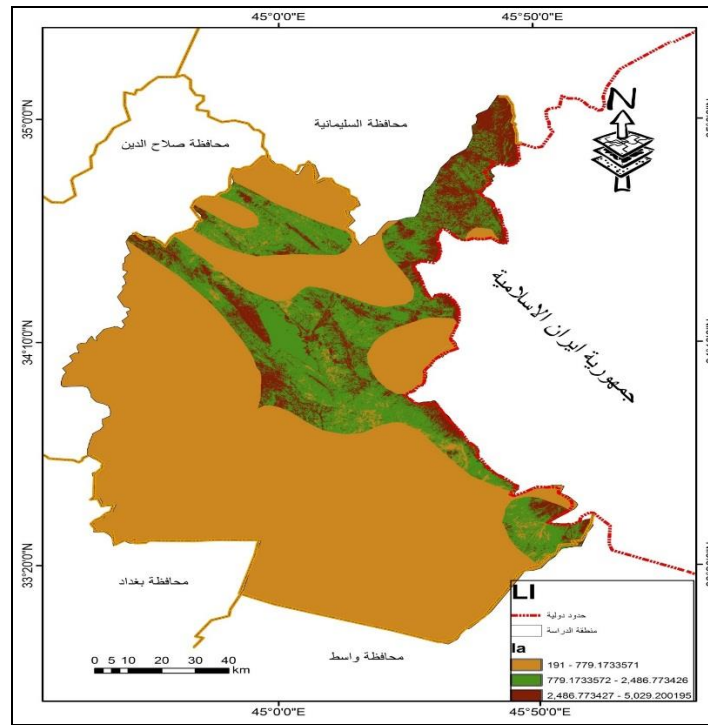 45°0'0"E
45°50'0"E
35°0'0"N
محافظة السليمانية
محافظة صلاح الدين
N
جمهورية ايران الاسلامية
34°10'0"N
33°20'0"N
محافظة بغداد
محافظة واسط
0 5 10 20 30 40
km
LI
حدود دولية
منطقة الدراسة
la
191 - 779.1733571
779.1733572 - 2,486.773426
2,486.773427 - 5,029.200195
45°0'0"E
45°50'0"E